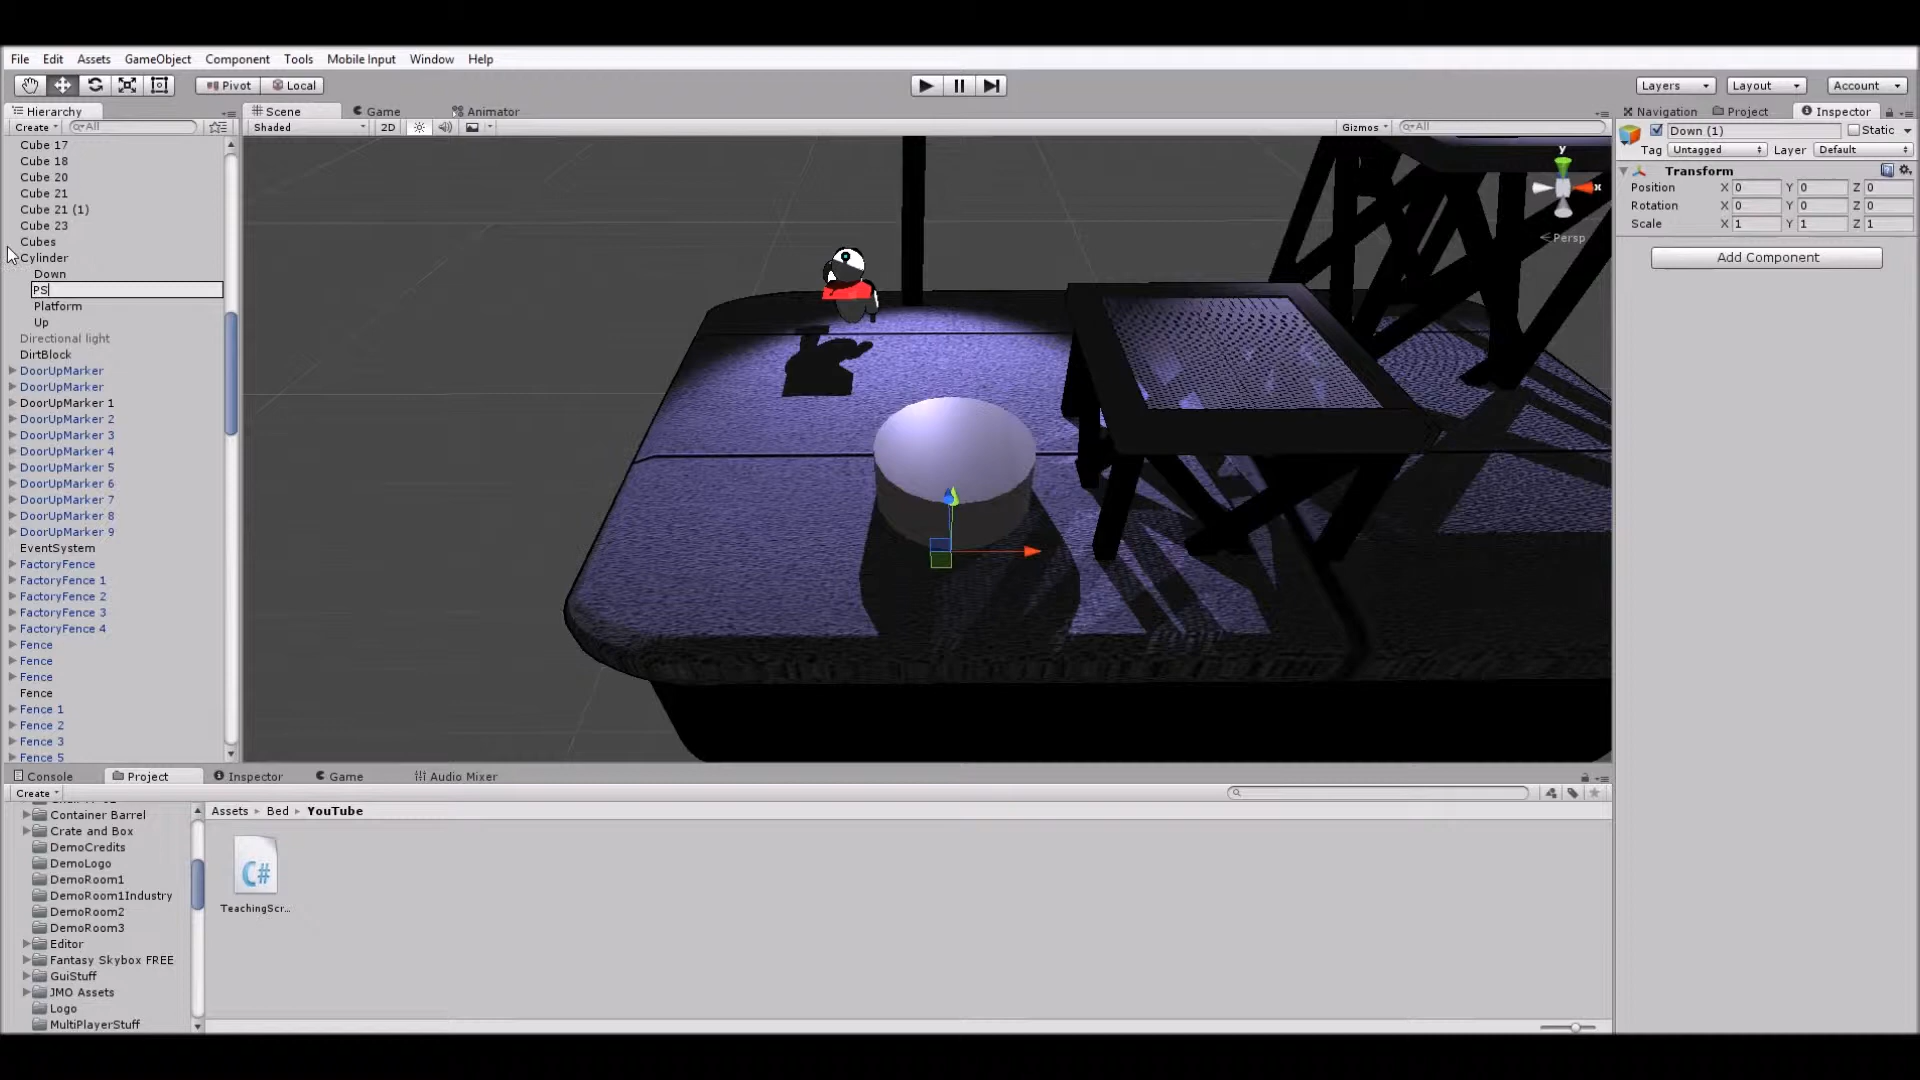 File Edit Assets GameObject Component Tools Mobile Input Window Help
Pivot Local Layers Layout Account
Hierarchy Scene Game Animator Navigation Project Inspector
Create All Shaded 2D Gizmos All Down (1) Static
Tag Untagged Layer Default
Transform
Position X 0 Y 0 Z 0
Rotation X 0 Y 0 Z 0
Scale X 1 Y 1 Z 1
Add Component
y
x
Persp
Cube 17
Cube 18
Cube 20
Cube 21
Cube 21 (1)
Cube 23
Cubes
Cylinder
Down
PS
Platform
Up
Directional light
DirtBlock
DoorUpMarker
DoorUpMarker
DoorUpMarker 1
DoorUpMarker 2
DoorUpMarker 3
DoorUpMarker 4
DoorUpMarker 5
DoorUpMarker 6
DoorUpMarker 7
DoorUpMarker 8
DoorUpMarker 9
EventSystem
FactoryFence
FactoryFence 1
FactoryFence 2
FactoryFence 3
FactoryFence 4
Fence
Fence
Fence
Fence
Fence 1
Fence 2
Fence 3
Fence 5
Console Project Inspector Game Audio Mixer
Create
Assets Bed YouTube
Container Barrel
Crate and Box
DemoCredits
DemoLogo
DemoRoom1
DemoRoom1Industry
DemoRoom2
DemoRoom3
Editor
Fantasy Skybox FREE
GuiStuff
JMO Assets
Logo
MultiPlayerStuff
C#
TeachingScr...